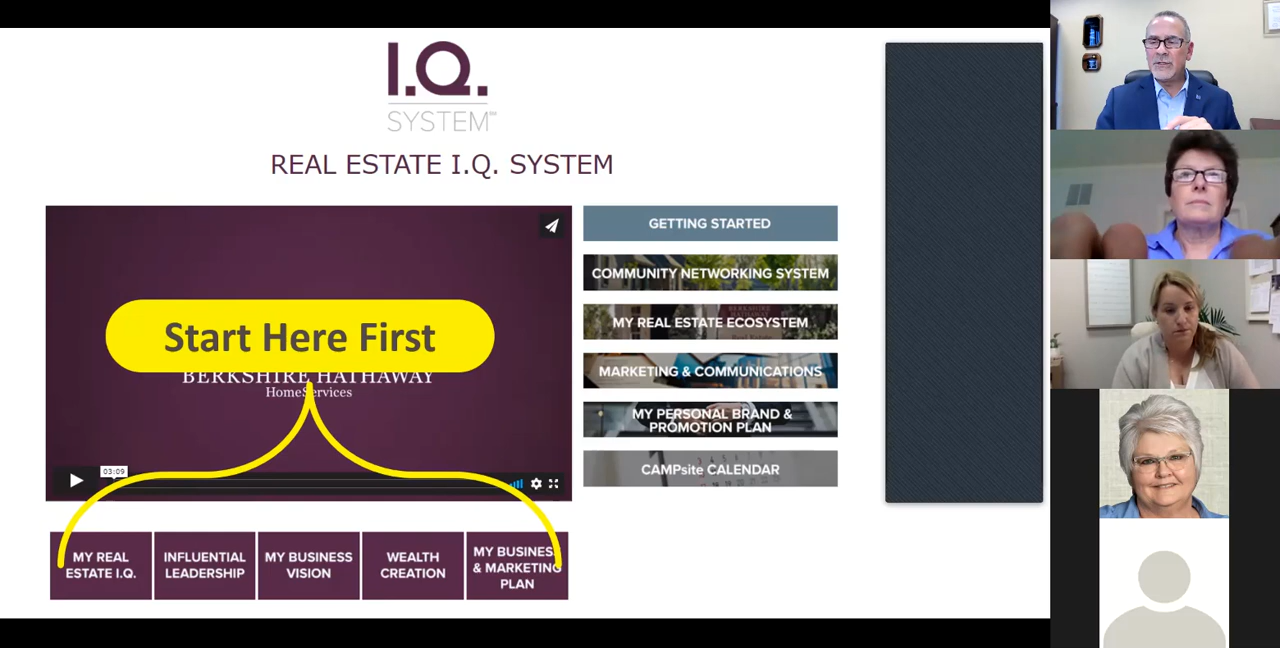 I.Q.
SYSTEM℠
REAL ESTATE I.Q. SYSTEM
Start Here First
BERKSHIRE HATHAWAY
HomeServices
03:09
GETTING STARTED
COMMUNITY NETWORKING SYSTEM
MY REAL ESTATE ECOSYSTEM
MARKETING & COMMUNICATIONS
MY PERSONAL BRAND &
PROMOTION PLAN
CAMPsite CALENDAR
MY REAL
ESTATE I.Q.
INFLUENTIAL
LEADERSHIP
MY BUSINESS
VISION
WEALTH
CREATION
MY BUSINESS
& MARKETING
PLAN